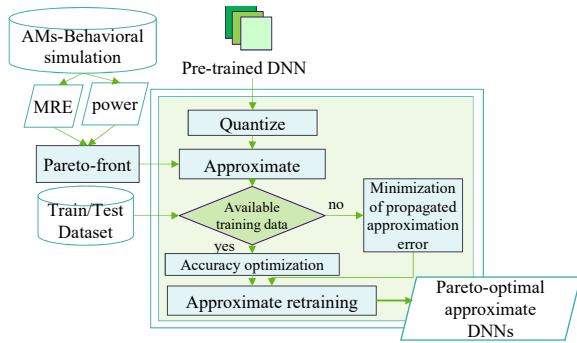 AMs-Behavioral
simulation
MRE
power
Pareto-front
Train/Test
Dataset
Pre-trained DNN
Quantize
Approximate
Available
training data
no
yes
Minimization
of propagated
approximation
error
Accuracy optimization
Approximate retraining
Pareto-optimal
approximate
DNNs